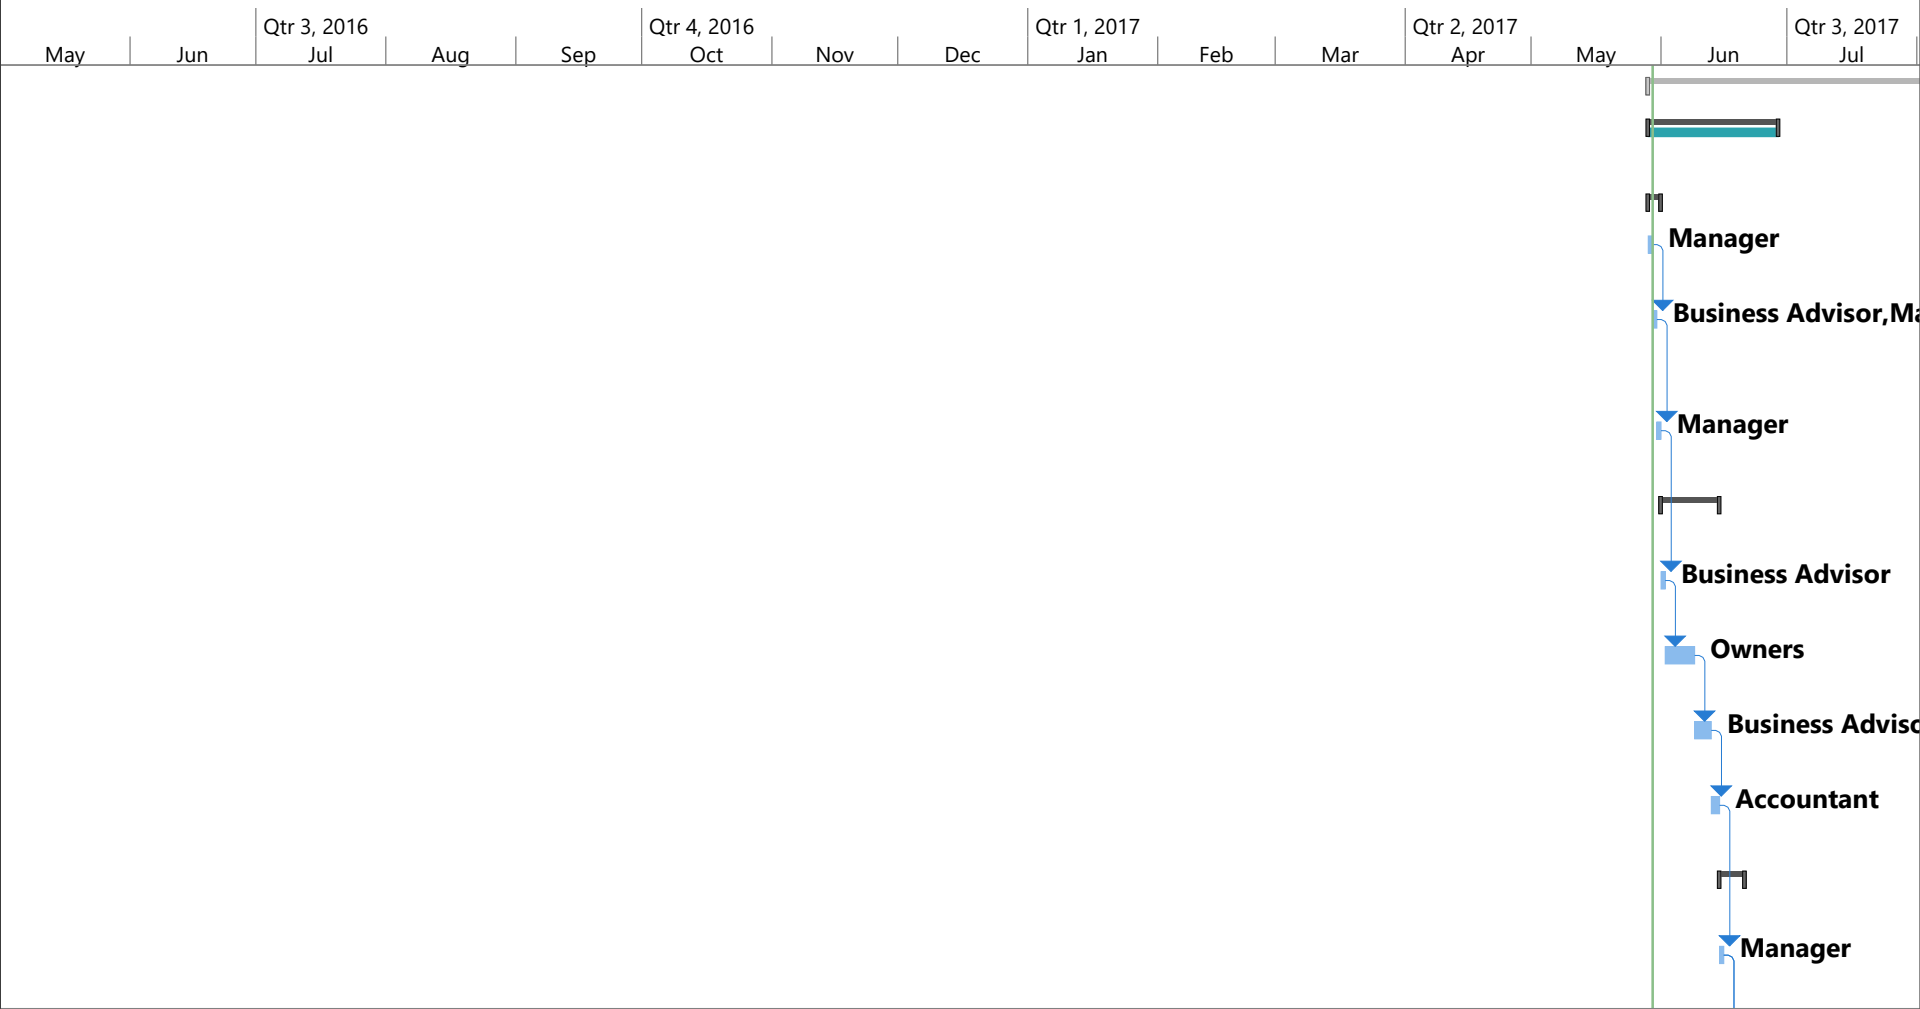 Qtr 3, 2016 Qtr 4, 2016 Qtr 1, 2017 Qtr 2, 2017 Qtr 3, 2017
May Jun Jul Aug Sep Oct Nov Dec Jan Feb Mar Apr May Jun Jul
Manager
Business Advisor,
Manager
Business Advisor
Owners
Business
Accountant
Manager